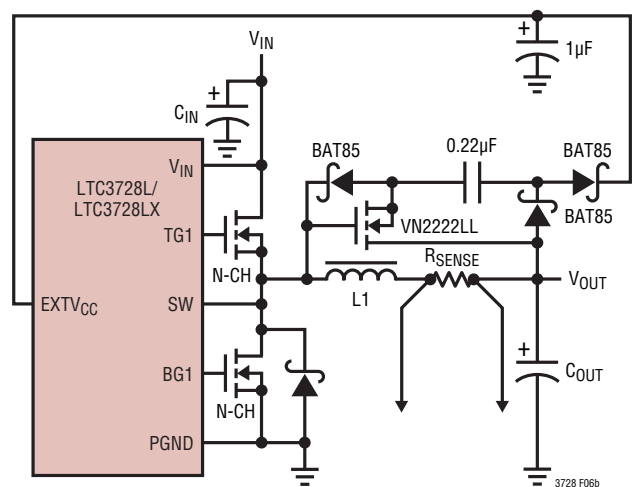 +
1µF
VIN
+
CIN
BAT85
0.22µF
BAT85
VIN
LTC3728L/
LTC3728LX
TG1
N-CH
VN2222LL
BAT85
RSENSE
EXTVCC
SW
L1
VOUT
BG1
N-CH
+
COUT
PGND
3728 F06b